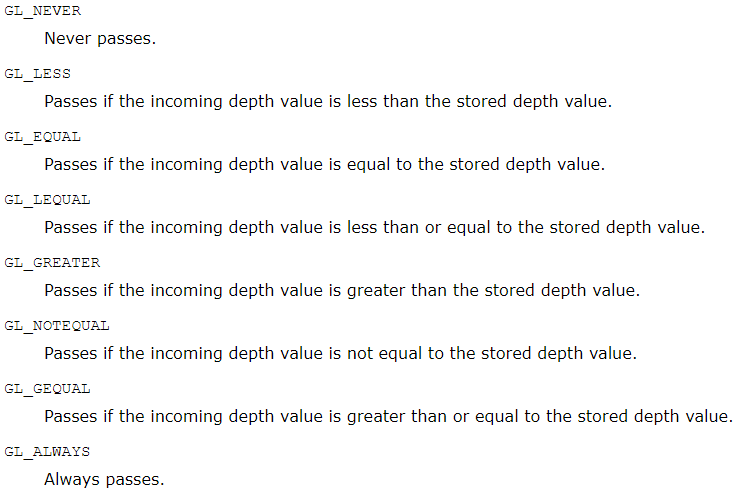 GL_NEVER
Never passes.
GL_LESS
Passes if the incoming depth value is less than the stored depth value.
GL_EQUAL
Passes if the incoming depth value is equal to the stored depth value.
GL_LEQUAL
Passes if the incoming depth value is less than or equal to the stored depth value.
GL_GREATER
Passes if the incoming depth value is greater than the stored depth value.
GL_NOTEQUAL
Passes if the incoming depth value is not equal to the stored depth value.
GL_GEQUAL
Passes if the incoming depth value is greater than or equal to the stored depth value.
GL_ALWAYS
Always passes.